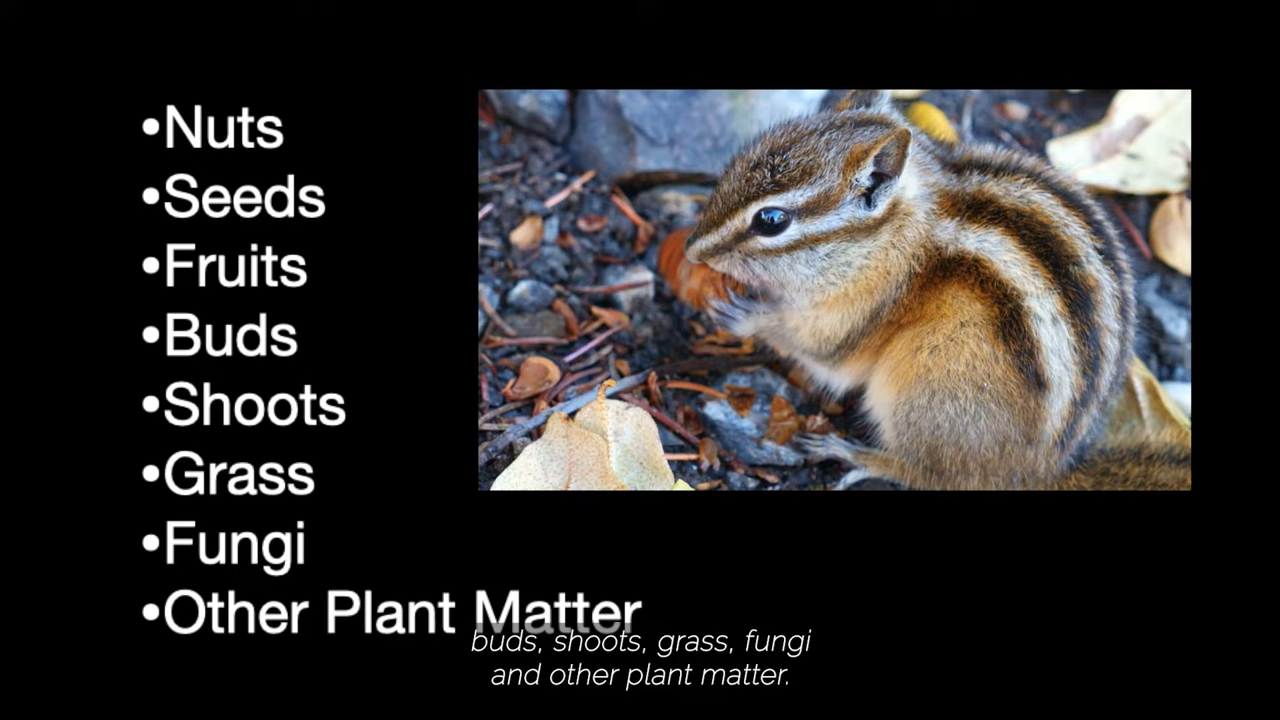 •Nuts
•Seeds
•Fruits
•Buds
•Shoots
•Grass
•Fungi
•Other Plant Matter
buds, shoots, grass, fungi
and other plant matter.